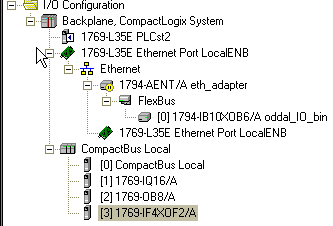 I/O Configuration
Backplane, CompactLogix System
1769-L35E PLCst2
1769-L35E Ethernet Port LocalENB
Ethernet
1794-AENT/A eth_adapter
FlexBus
[0] 1794-IB10XOB6/A oddal_IO_bin
1769-L35E Ethernet Port LocalENB
CompactBus Local
[0] CompactBus Local
[1] 1769-IQ16/A
[2] 1769-OB8/A
[3] 1769-IF4XOF2/A